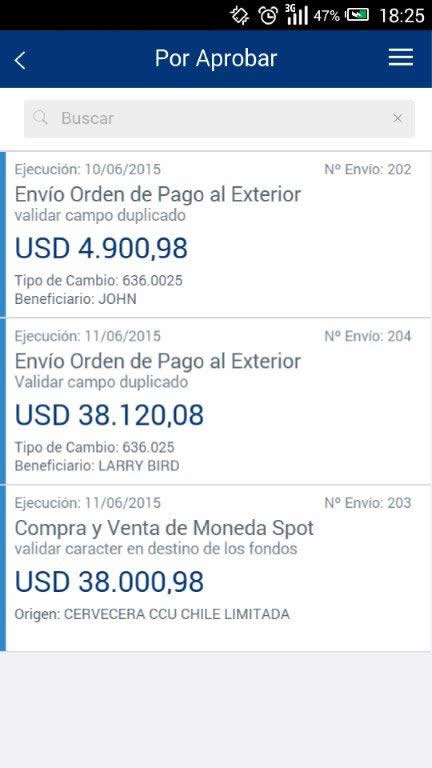 3G 47% 18:25
Por Aprobar
Buscar
Ejecución: 10/06/2015 Nº Envío: 202
Envío Orden de Pago al Exterior
validar campo duplicado
USD 4.900,98
Tipo de Cambio: 636.0025
Beneficiario: JOHN
Ejecución: 11/06/2015 Nº Envío: 204
Envío Orden de Pago al Exterior
Validar campo duplicado
USD 38.120,08
Tipo de Cambio: 636.025
Beneficiario: LARRY BIRD
Ejecución: 11/06/2015 Nº Envío: 203
Compra y Venta de Moneda Spot
validar caracter en destino de los fondos
USD 38.000,98
Origen: CERVECERA CCU CHILE LIMITADA